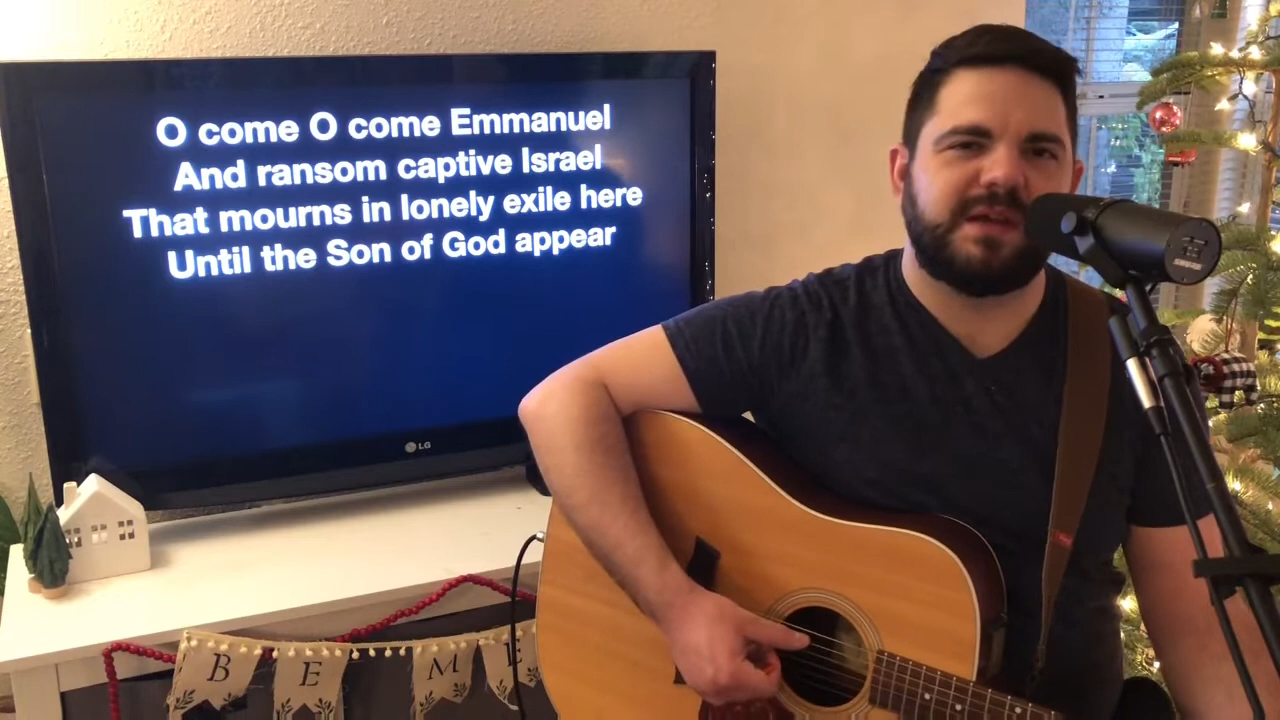 O come O come Emmanuel
And ransom captive Israel
That mourns in lonely exile here
Until the Son of God appear
LG
B E M E